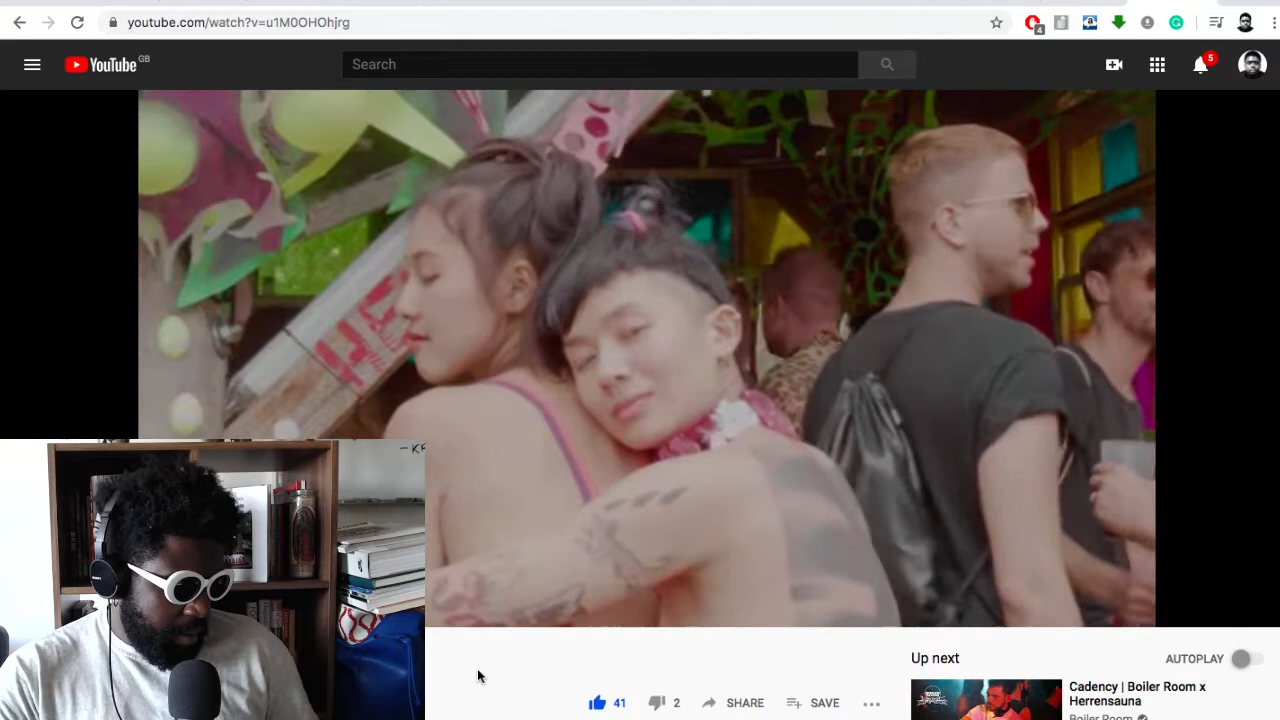 youtube.com/watch?v=u1M0OHOhjrg
4
YouTube GB
Search
5
Up next
AUTOPLAY
41
2
SHARE
SAVE
Cadency | Boiler Room x
Herrensauna
Boiler Room